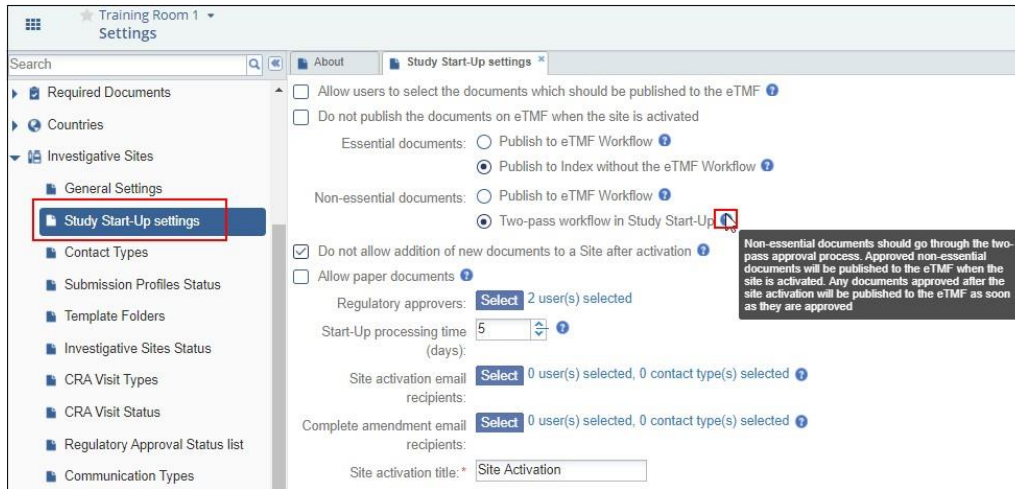 Training Room 1
Settings
Search
Required Documents
Countries
Investigative Sites
General Settings
Study Start-Up settings
Contact Types
Submission Profiles Status
Template Folders
Investigative Sites Status
CRA Visit Types
CRA Visit Status
Regulatory Approval Status list
Communication Types
About
Study Start-Up settings
Allow users to select the documents which should be published to the eTMF
Do not publish the documents on eTMF when the site is activated
Essential documents: Publish to eTMF Workflow
Publish to Index without the eTMF Workflow
Non-essential documents: Publish to eTMF Workflow
Two-pass workflow in Study Start-Up
Non-essential documents should go through the two-
pass approval process. Approved non-essential
documents will be published to the eTMF when the
site is activated. Any documents approved after the
site activation will be published to the eTMF as soon
as they are approved
Do not allow addition of new documents to a Site after activation
Allow paper documents
Regulatory approvers: Select 2 user(s) selected
Start-Up processing time 5
(days):
Site activation email Select 0 user(s) selected, 0 contact type(s) selected
recipients:
Complete amendment email Select 0 user(s) selected, 0 contact type(s) selected
recipients:
Site activation title:* Site Activation